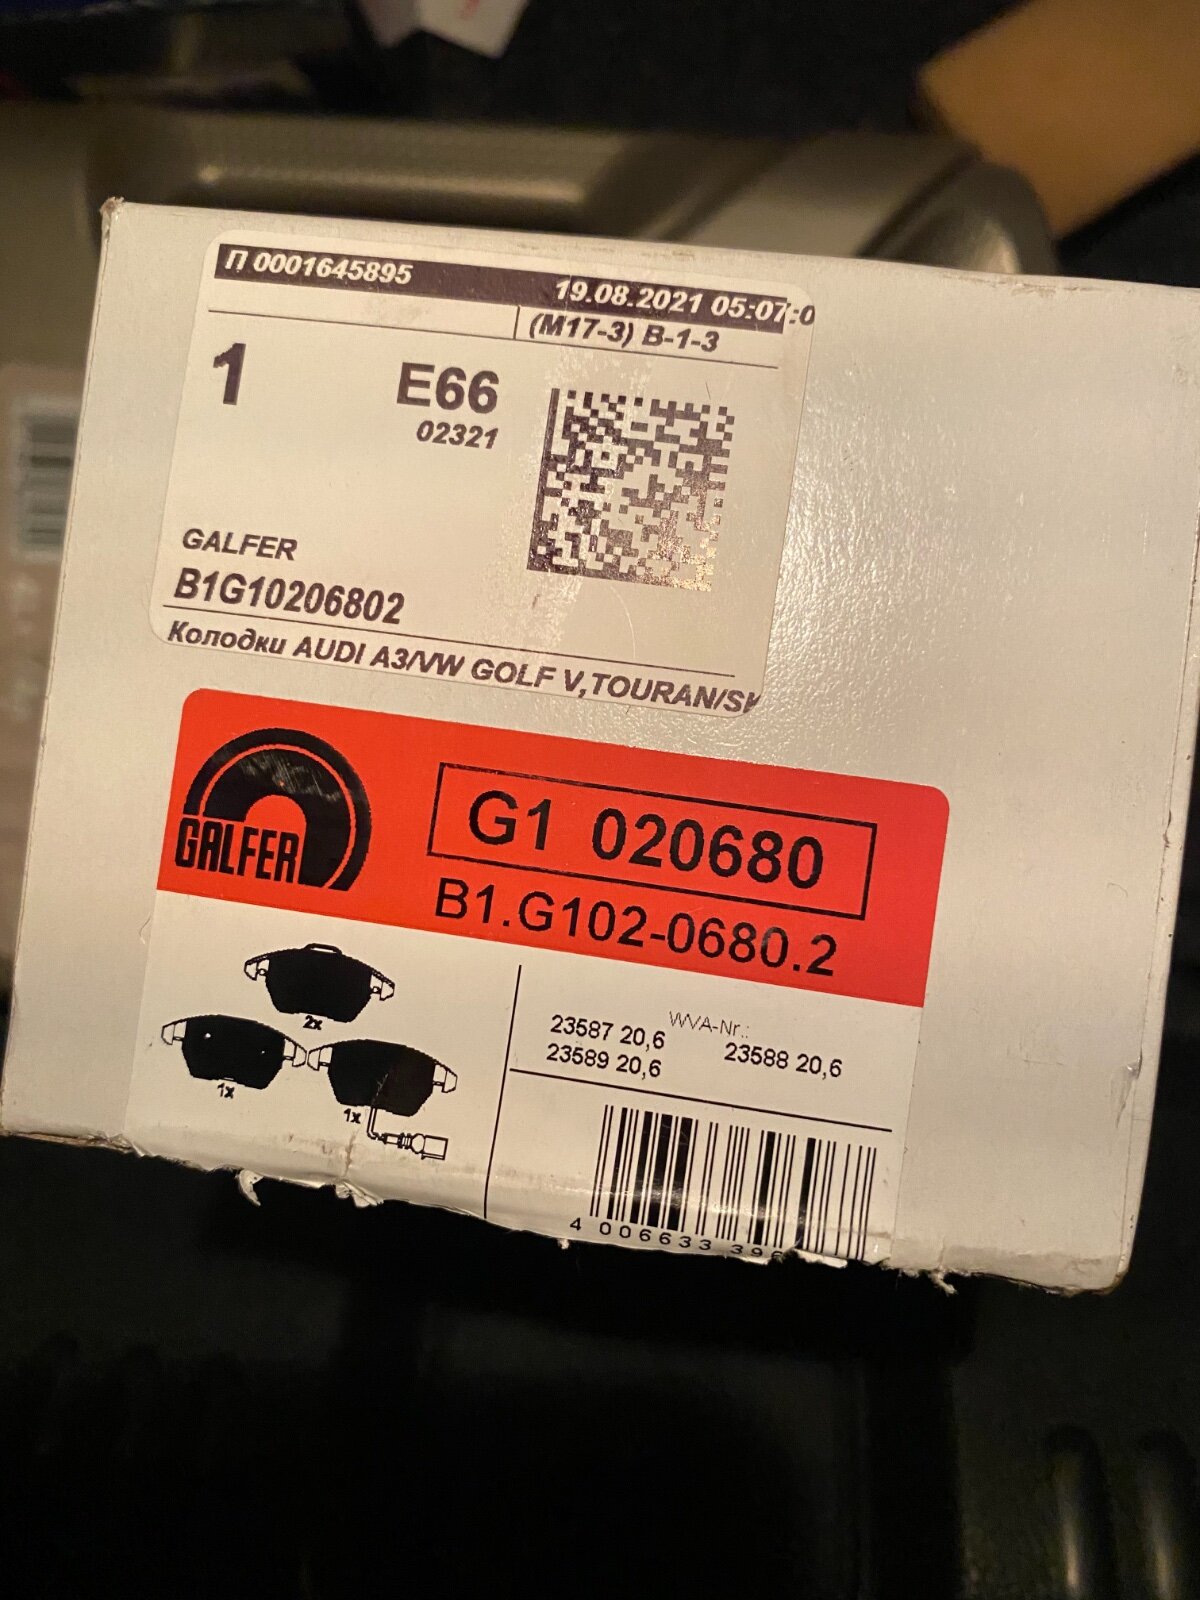 П 0001645895
19.08.2021 05:07:0
(M17-3) B-1-3
1
E66
02321
GALFER
B1G10206802
Колодки AUDI A3/VW GOLF V,TOURAN/SK
GALFER
G1 020680
B1.G102-0680.2
2x
1x
1x
WVA-Nr.:
23587 20,6
23588 20,6
23589 20,6
4 006633 396